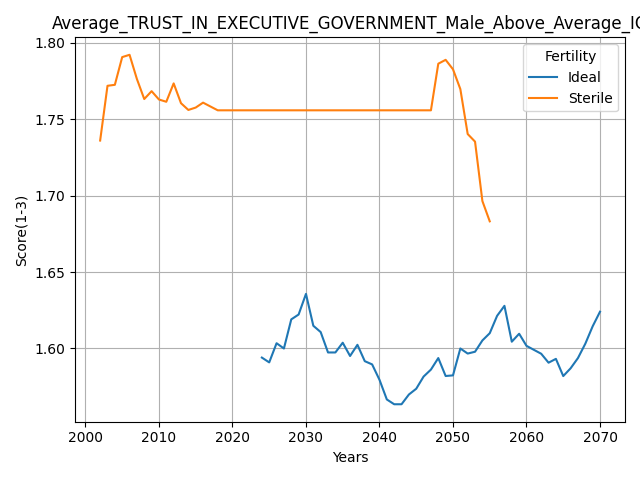 Average_TRUST_IN_EXECUTIVE_GOVERNMENT_Male_Above_Average_IQ
Fertility
Ideal
Sterile
1.80
1.75
1.70
1.65
1.60
Score(1-3)
2000 2010 2020 2030 2040 2050 2060 2070
Years